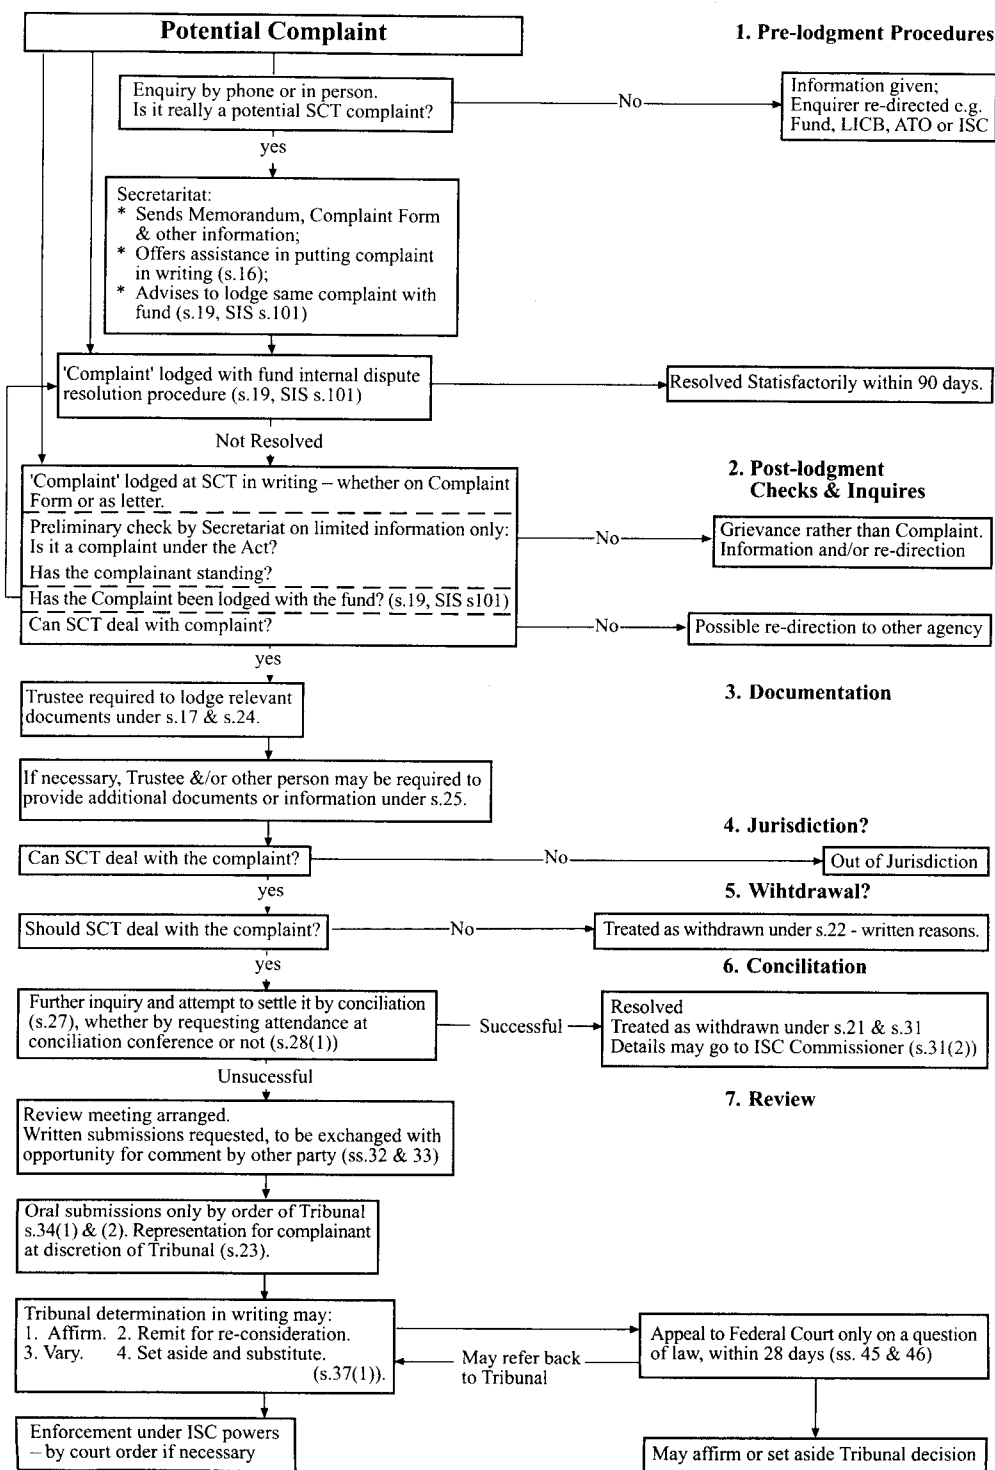 Potential Complaint
1. Pre-lodgment Procedures
Enquiry by phone or in person.
Is it really a potential SCT complaint?
No
Information given;
Enquirer re-directed e.g.
Fund, LICB, ATO or ISC
yes
Secretaritat:
* Sends Memorandum, Complaint Form
& other information;
* Offers assistance in putting complaint
in writing (s.16);
* Advises to lodge same complaint with
fund (s.19, SIS s.101)
'Complaint' lodged with fund internal dispute
resolution procedure (s.19, SIS s.101)
Resolved Statisfactorily within 90 days.
Not Resolved
2. Post-lodgment
Checks & Inquires
'Complaint' lodged at SCT in writing – whether on Complaint
Form or as letter.
Preliminary check by Secretariat on limited information only:
Is it a complaint under the Act?
Has the complainant standing?
No
Grievance rather than Complaint.
Information and/or re-direction
Has the Complaint been lodged with the fund? (s.19, SIS s101)
Can SCT deal with complaint?
No
Possible re-direction to other agency
yes
3. Documentation
Trustee required to lodge relevant
documents under s.17 & s.24.
If necessary, Trustee &/or other person may be required to
provide additional documents or information under s.25.
4. Jurisdiction?
Can SCT deal with the complaint?
No
Out of Jurisdiction
yes
5. Wihtdrawal?
Should SCT deal with the complaint?
No
Treated as withdrawn under s.22 - written reasons.
yes
6. Concilitation
Further inquiry and attempt to settle it by conciliation
(s.27), whether by requesting attendance at
conciliation conference or not (s.28(1))
Successful
Resolved
Treated as withdrawn under s.21 & s.31
Details may go to ISC Commissioner (s.31(2))
Unsucessful
7. Review
Review meeting arranged.
Written submissions requested, to be exchanged with
opportunity for comment by other party (ss.32 & 33)
Oral submissions only by order of Tribunal
s.34(1) & (2). Representation for complainant
at discretion of Tribunal (s.23).
Tribunal determination in writing may:
1. Affirm. 2. Remit for re-consideration.
3. Vary. 4. Set aside and substitute.
(s.37(1)).
May refer back
to Tribunal
Appeal to Federal Court only on a question
of law, within 28 days (ss. 45 & 46)
Enforcement under ISC powers
– by court order if necessary
May affirm or set aside Tribunal decision